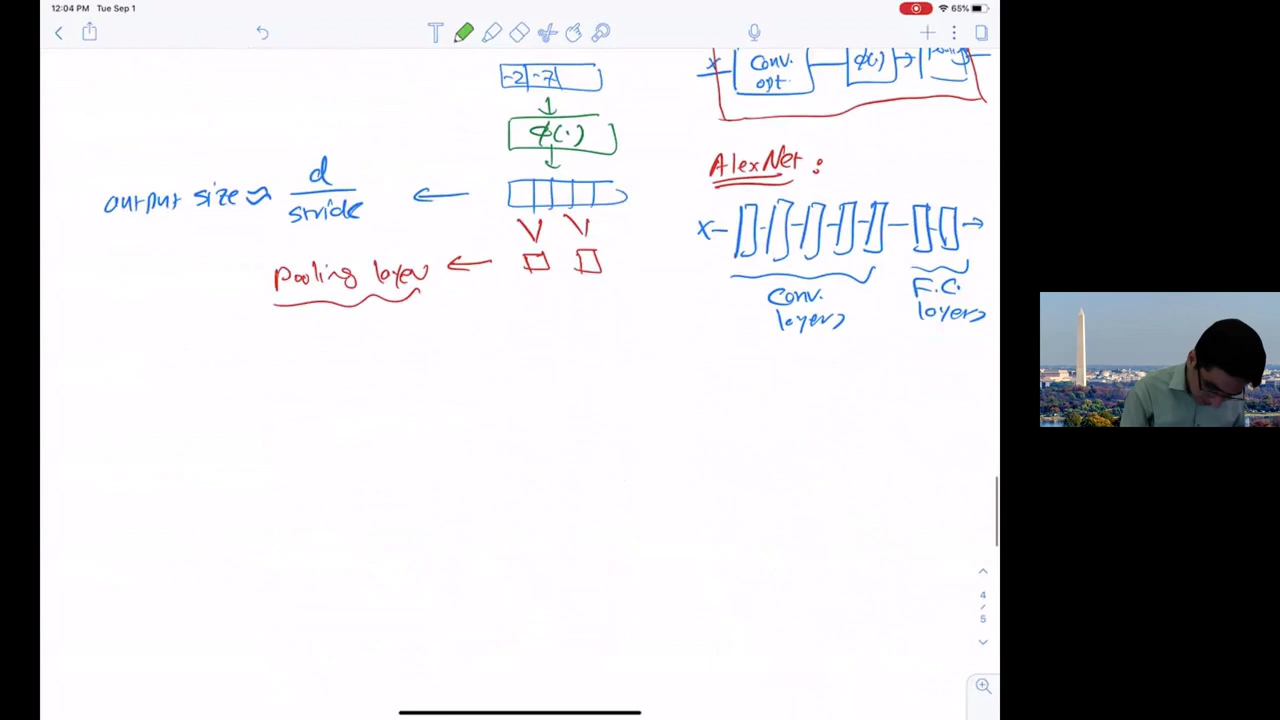 12:04 PM Tue Sep 1
65%
T
-2 -7
ϕ(·)
output size ≈ d / stride
Pooling layer
x Conv. opt. ϕ(·) pooling
AlexNet:
x
Conv. layers
F.C. layers
4
/
5